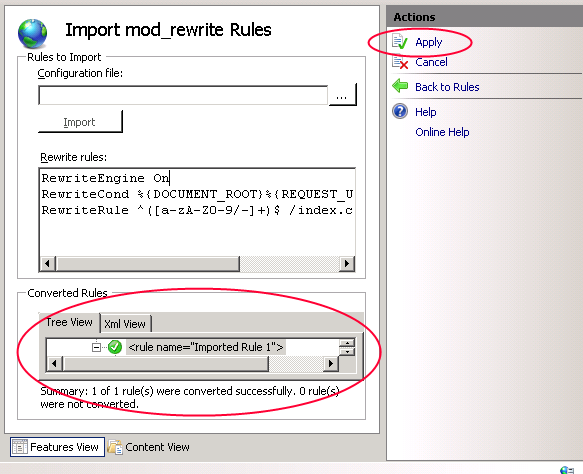 Import mod_rewrite Rules
Rules to Import
Configuration file:
...
Import
Rewrite rules:
RewriteEngine On
RewriteCond %{DOCUMENT_ROOT}%{REQUEST_U
RewriteRule ^([a-zA-Z0-9/-]+)$ /index.c
Converted Rules
Tree View
Xml View
<rule name="Imported Rule 1">
Summary: 1 of 1 rule(s) were converted successfully. 0 rule(s)
were not converted.
Features View
Content View
Actions
Apply
Cancel
Back to Rules
Help
Online Help